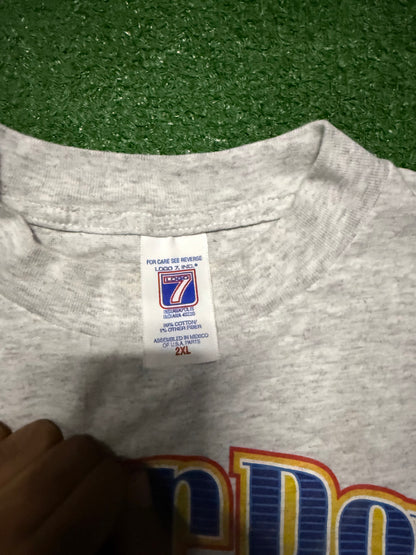 FOR CARE SEE REVERSE
LOGO 7, INC.®
LOGO
7
INDIANAPOLIS
INDIANA 46239
99% COTTON
1% OTHER FIBER
ASSEMBLED IN MEXICO
OF U.S.A. PARTS
2XL